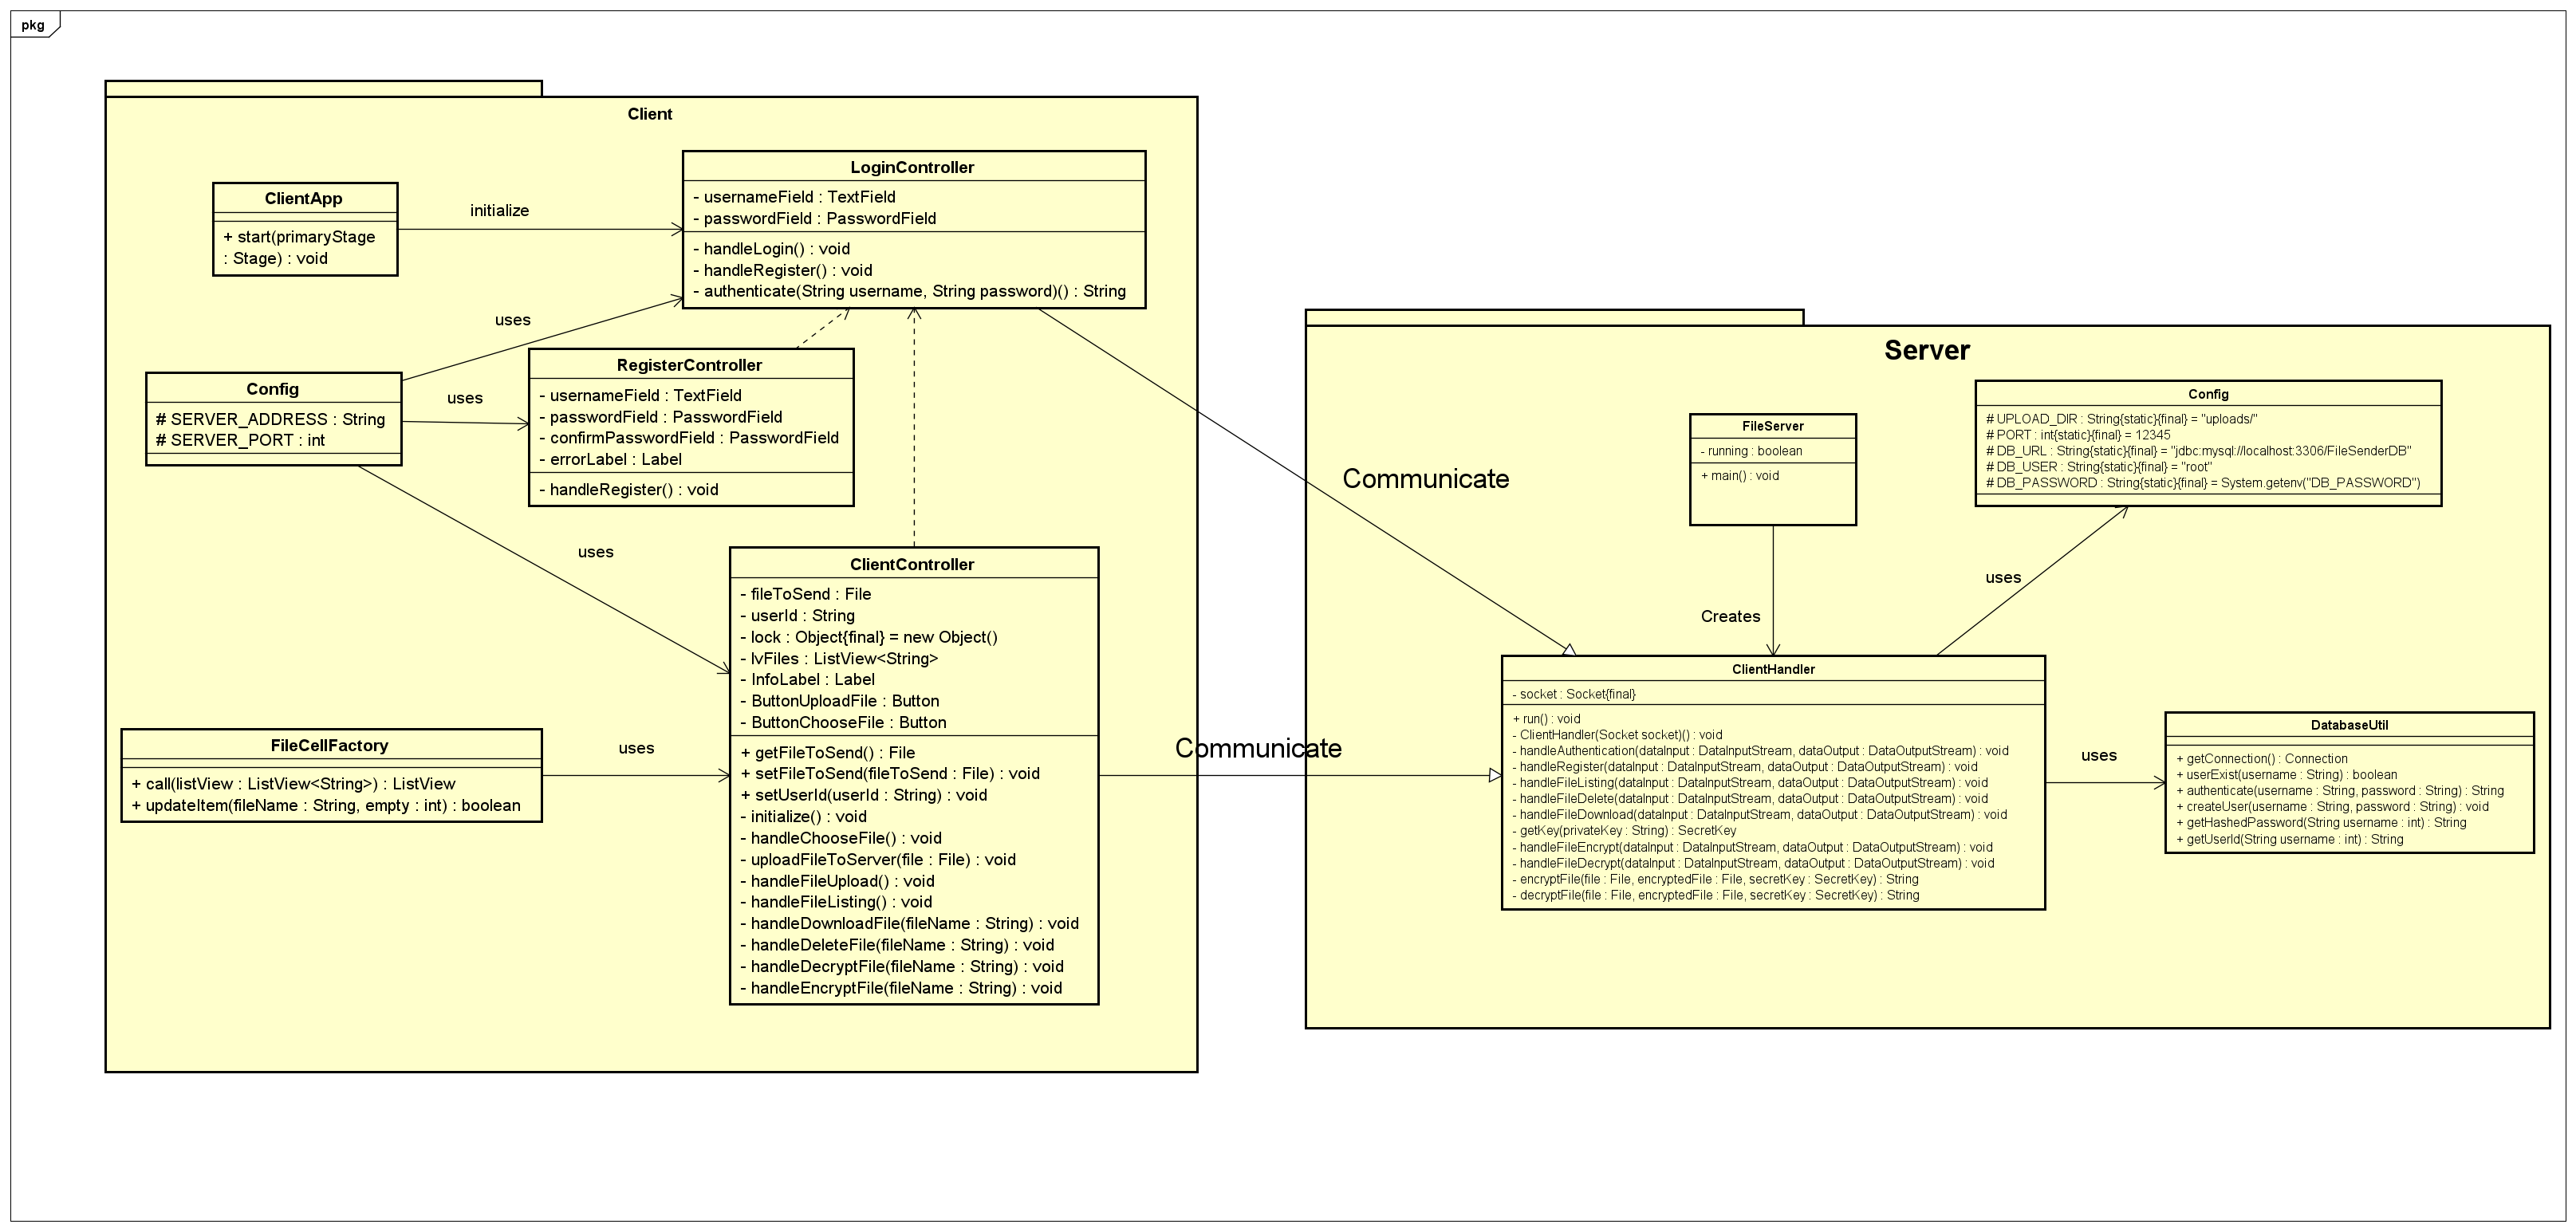 pkg
Client
ClientApp
+ start(primaryStage
: Stage) : void
initialize
LoginController
- usernameField : TextField
- passwordField : PasswordField
- handleLogin() : void
- handleRegister() : void
- authenticate(String username, String password)() : String
uses
Config
# SERVER_ADDRESS : String
# SERVER_PORT : int
uses
RegisterController
- usernameField : TextField
- passwordField : PasswordField
- confirmPasswordField : PasswordField
- errorLabel : Label
- handleRegister() : void
uses
ClientController
- fileToSend : File
- userId : String
- lock : Object{final} = new Object()
- lvFiles : ListView<String>
- InfoLabel : Label
- ButtonUploadFile : Button
- ButtonChooseFile : Button
+ getFileToSend() : File
+ setFileToSend(fileToSend : File) : void
+ setUserId(userId : String) : void
- initialize() : void
- handleChooseFile() : void
- uploadFileToServer(file : File) : void
- handleFileUpload() : void
- handleFileListing() : void
- handleDownloadFile(fileName : String) : void
- handleDeleteFile(fileName : String) : void
- handleDecryptFile(fileName : String) : void
- handleEncryptFile(fileName : String) : void
FileCellFactory
+ call(listView : ListView<String>) : ListView
+ updateItem(fileName : String, empty : int) : boolean
uses
Communicate
Communicate
Server
FileServer
- running : boolean
+ main() : void
Config
# UPLOAD_DIR : String{static}{final} = "uploads/"
# PORT : int{static}{final} = 12345
# DB_URL : String{static}{final} = "jdbc:mysql://localhost:3306/FileSenderDB"
# DB_USER : String{static}{final} = "root"
# DB_PASSWORD : String{static}{final} = System.getenv("DB_PASSWORD")
uses
Creates
ClientHandler
- socket : Socket{final}
+ run() : void
- ClientHandler(Socket socket)() : void
- handleAuthentication(dataInput : DataInputStream, dataOutput : DataOutputStream) : void
- handleRegister(dataInput : DataInputStream, dataOutput : DataOutputStream) : void
- handleFileListing(dataInput : DataInputStream, dataOutput : DataOutputStream) : void
- handleFileDelete(dataInput : DataInputStream, dataOutput : DataOutputStream) : void
- handleFileDownload(dataInput : DataInputStream, dataOutput : DataOutputStream) : void
- getKey(privateKey : String) : SecretKey
- handleFileEncrypt(dataInput : DataInputStream, dataOutput : DataOutputStream) : void
- handleFileDecrypt(dataInput : DataInputStream, dataOutput : DataOutputStream) : void
- encryptFile(file : File, encryptedFile : File, secretKey : SecretKey) : String
- decryptFile(file : File, encryptedFile : File, secretKey : SecretKey) : String
uses
DatabaseUtil
+ getConnection() : Connection
+ userExist(username : String) : boolean
+ authenticate(username : String, password : String) : String
+ createUser(username : String, password : String) : void
+ getHashedPassword(String username : int) : String
+ getUserId(String username : int) : String